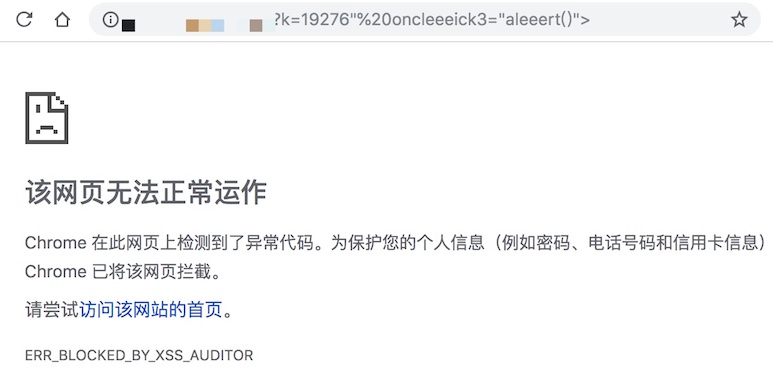 ?k=19276"%20oncleeeick3="aleeert()">
该网页无法正常运作
Chrome 在此网页上检测到了异常代码。为保护您的个人信息（例如密码、电话号码和信用卡信息）
Chrome 已将该网页拦截。
请尝试访问该网站的首页。
ERR_BLOCKED_BY_XSS_AUDITOR